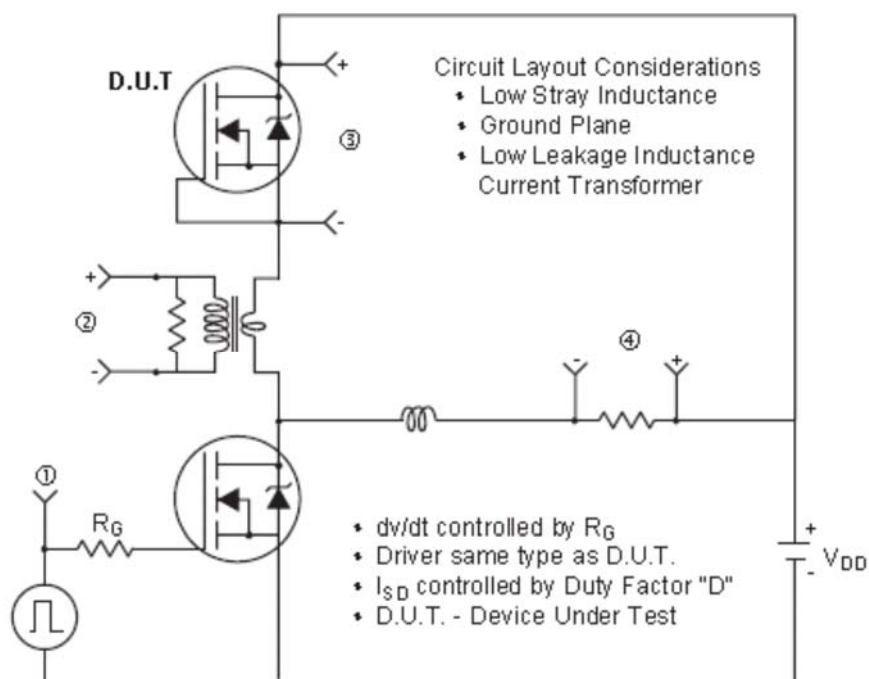 D.U.T
+
③
-
Circuit Layout Considerations
• Low Stray Inductance
• Ground Plane
• Low Leakage Inductance
Current Transformer
+
②
-
④
-
+
①
RG
• dv/dt controlled by RG
• Driver same type as D.U.T.
• ISD controlled by Duty Factor "D"
• D.U.T. - Device Under Test
+
-
VDD